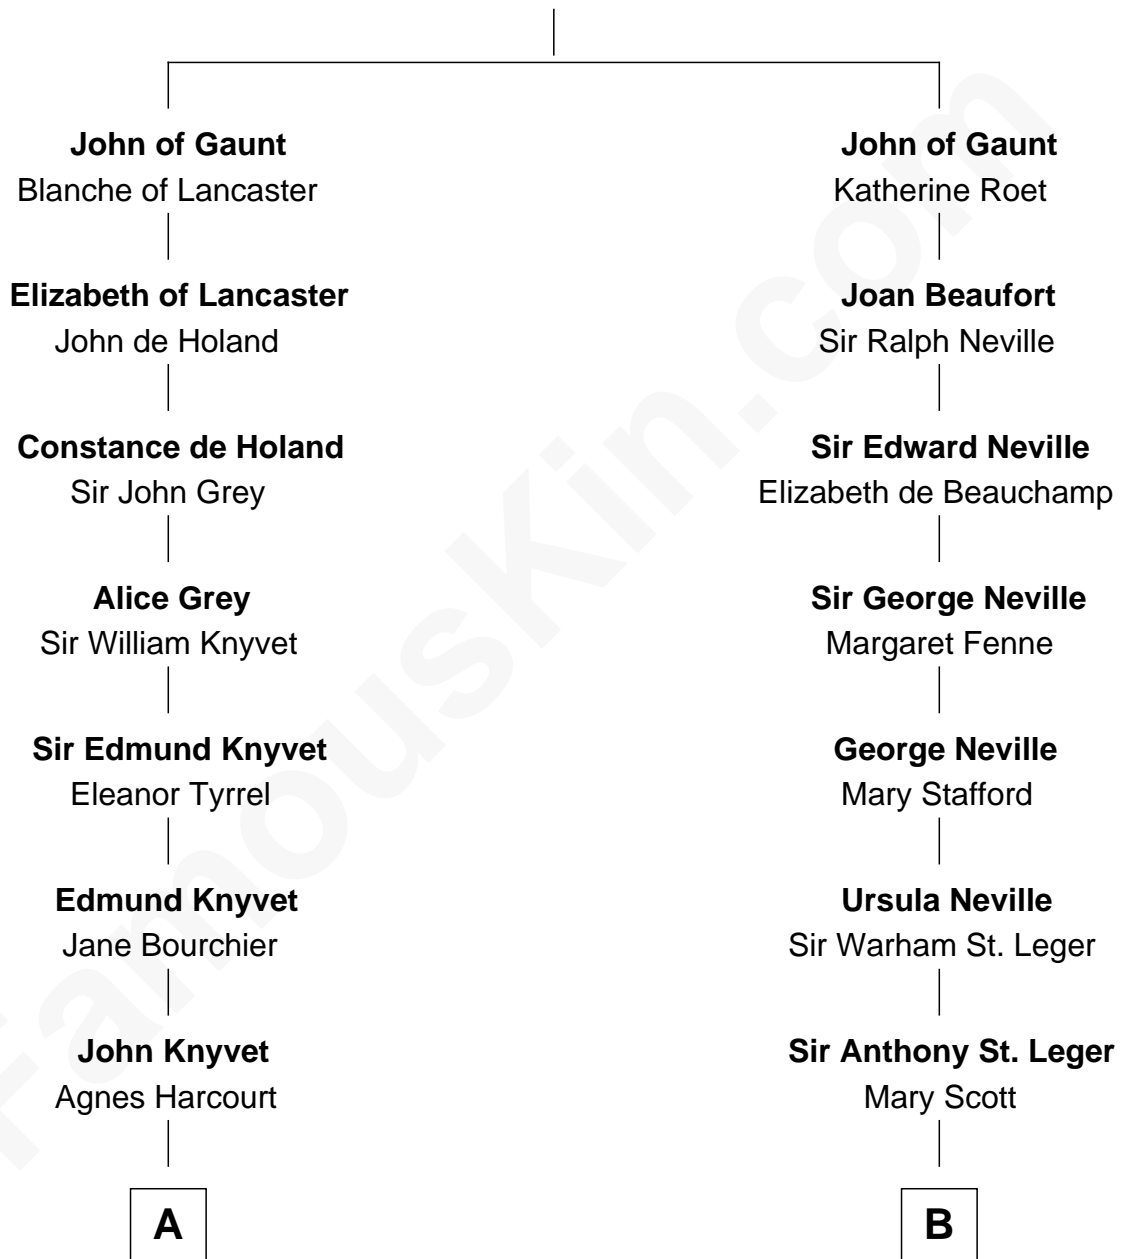 John of Gaunt
Blanche of Lancaster
Elizabeth of Lancaster
John de Holand
Constance de Holand
Sir John Grey
Alice Grey
Sir William Knyvet
Sir Edmund Knyvet
Eleanor Tyrrel
Edmund Knyvet
Jane Bourchier
John Knyvet
Agnes Harcourt
A
John of Gaunt
Katherine Roet
Joan Beaufort
Sir Ralph Neville
Sir Edward Neville
Elizabeth de Beauchamp
Sir George Neville
Margaret Fenne
George Neville
Mary Stafford
Ursula Neville
Sir Warham St. Leger
Sir Anthony St. Leger
Mary Scott
B
FamousKin.com